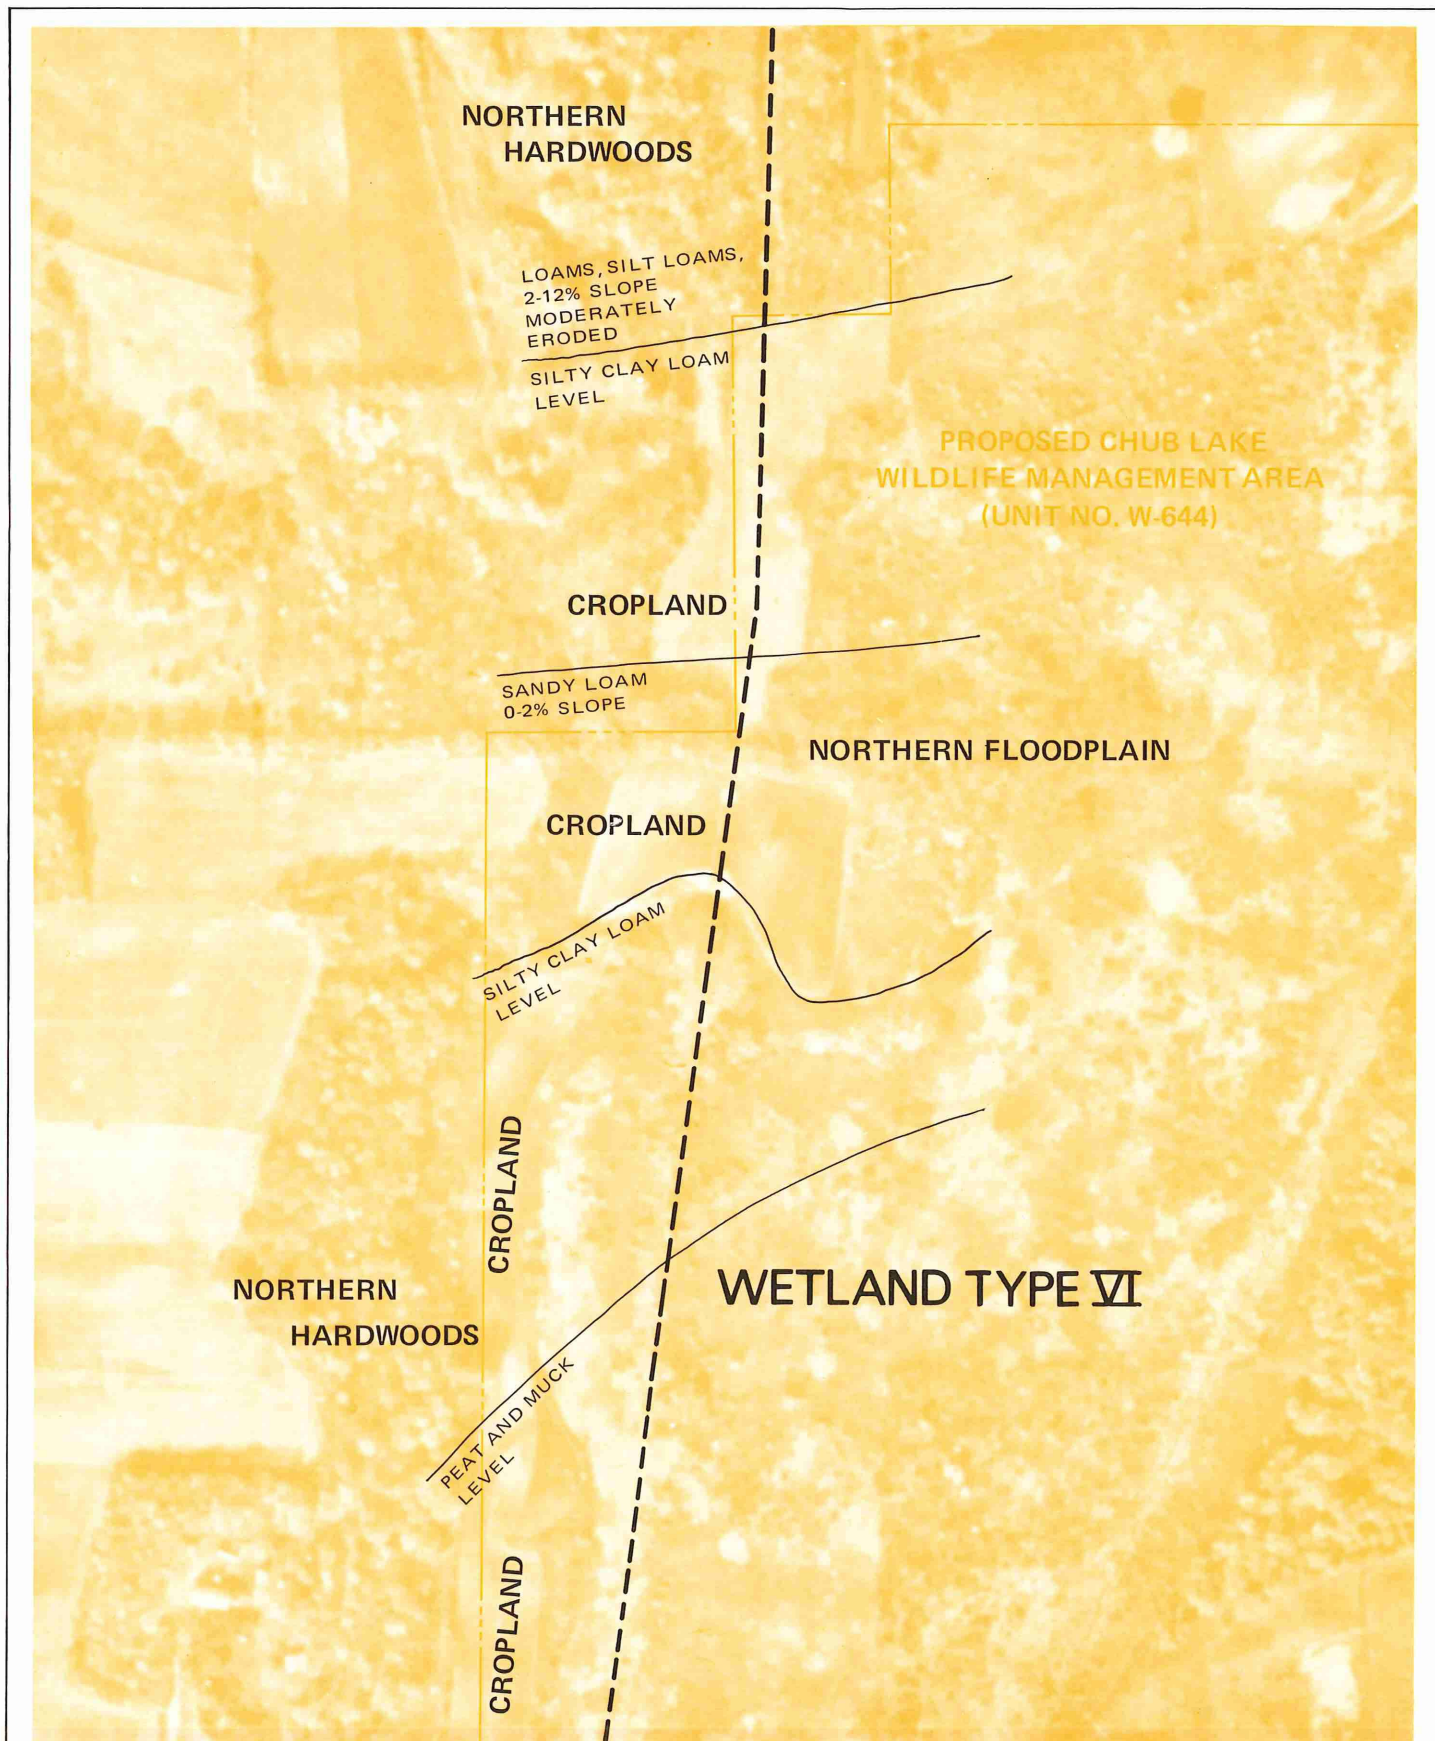 NORTHERN
HARDWOODS
LOAMS, SILT LOAMS,
2-12% SLOPE
MODERATELY
ERODED
SILTY CLAY LOAM
LEVEL
PROPOSED CHUB LAKE
WILDLIFE MANAGEMENT AREA
(UNIT NO. W-644)
CROPLAND
SANDY LOAM
0-2% SLOPE
NORTHERN FLOODPLAIN
CROPLAND
SILTY CLAY LOAM
LEVEL
CROPLAND
WETLAND TYPE VI
NORTHERN
HARDWOODS
PEAT AND MUCK
LEVEL
CROPLAND